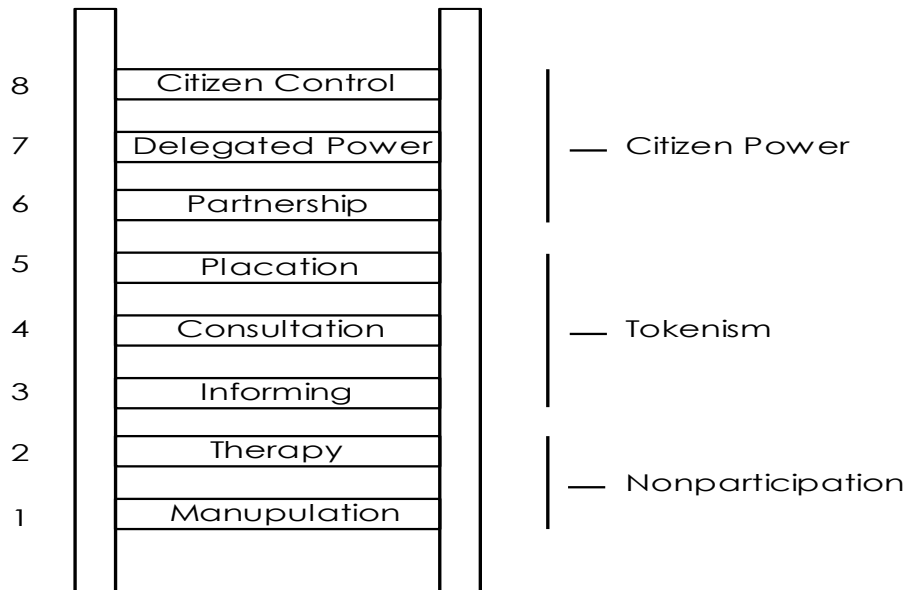 8 Citizen Control
7 Delegated Power — Citizen Power
6 Partnership
5 Placation
4 Consultation — Tokenism
3 Informing
2 Therapy
— Nonparticipation
1 Manupulation